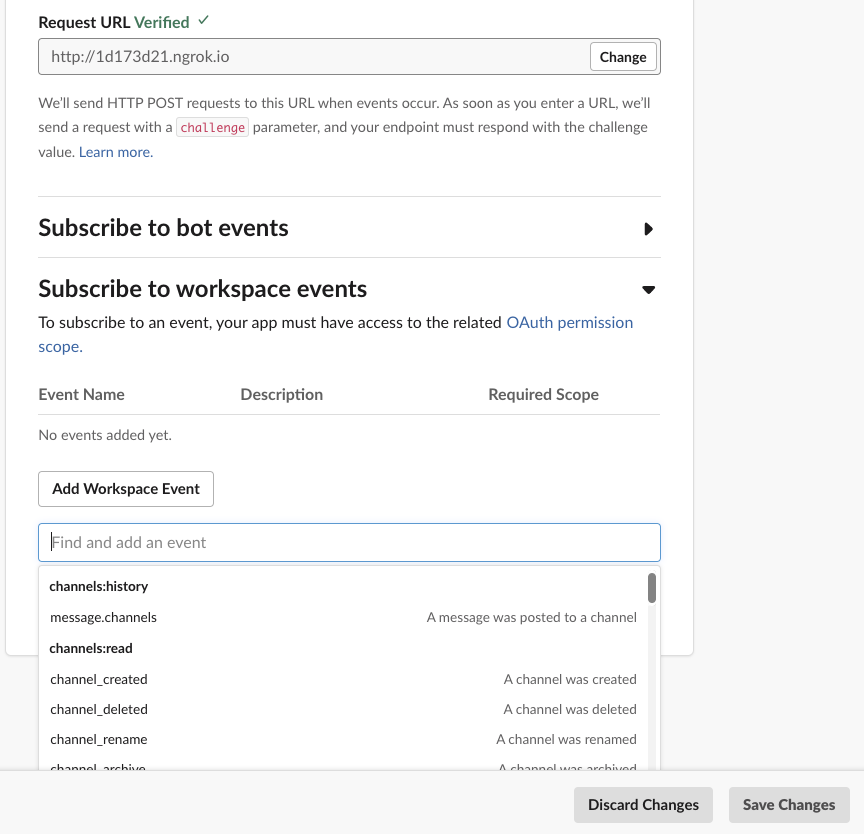 Request URL Verified ✓
http://1d173d21.ngrok.io
Change
We'll send HTTP POST requests to this URL when events occur. As soon as you enter a URL, we'll
send a request with a challenge parameter, and your endpoint must respond with the challenge
value. Learn more.
Subscribe to bot events
Subscribe to workspace events
To subscribe to an event, your app must have access to the related OAuth permission
scope.
Event Name Description Required Scope
No events added yet.
Add Workspace Event
Find and add an event
channels:history
message.channels A message was posted to a channel
channels:read
channel_created A channel was created
channel_deleted A channel was deleted
channel_rename A channel was renamed
channel_archive A channel was archived
Discard Changes Save Changes